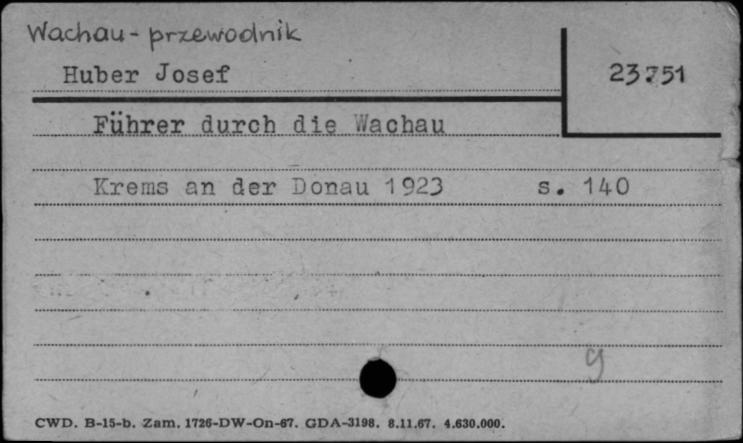 Wachau - przewodnik
Huber Josef
23751
Führer durch die Wachau
Krems an der Donau 1923 s. 140
g
CWD. B-15-b. Zam. 1726-DW-On-67. GDA-3198. 8.11.67. 4.630.000.